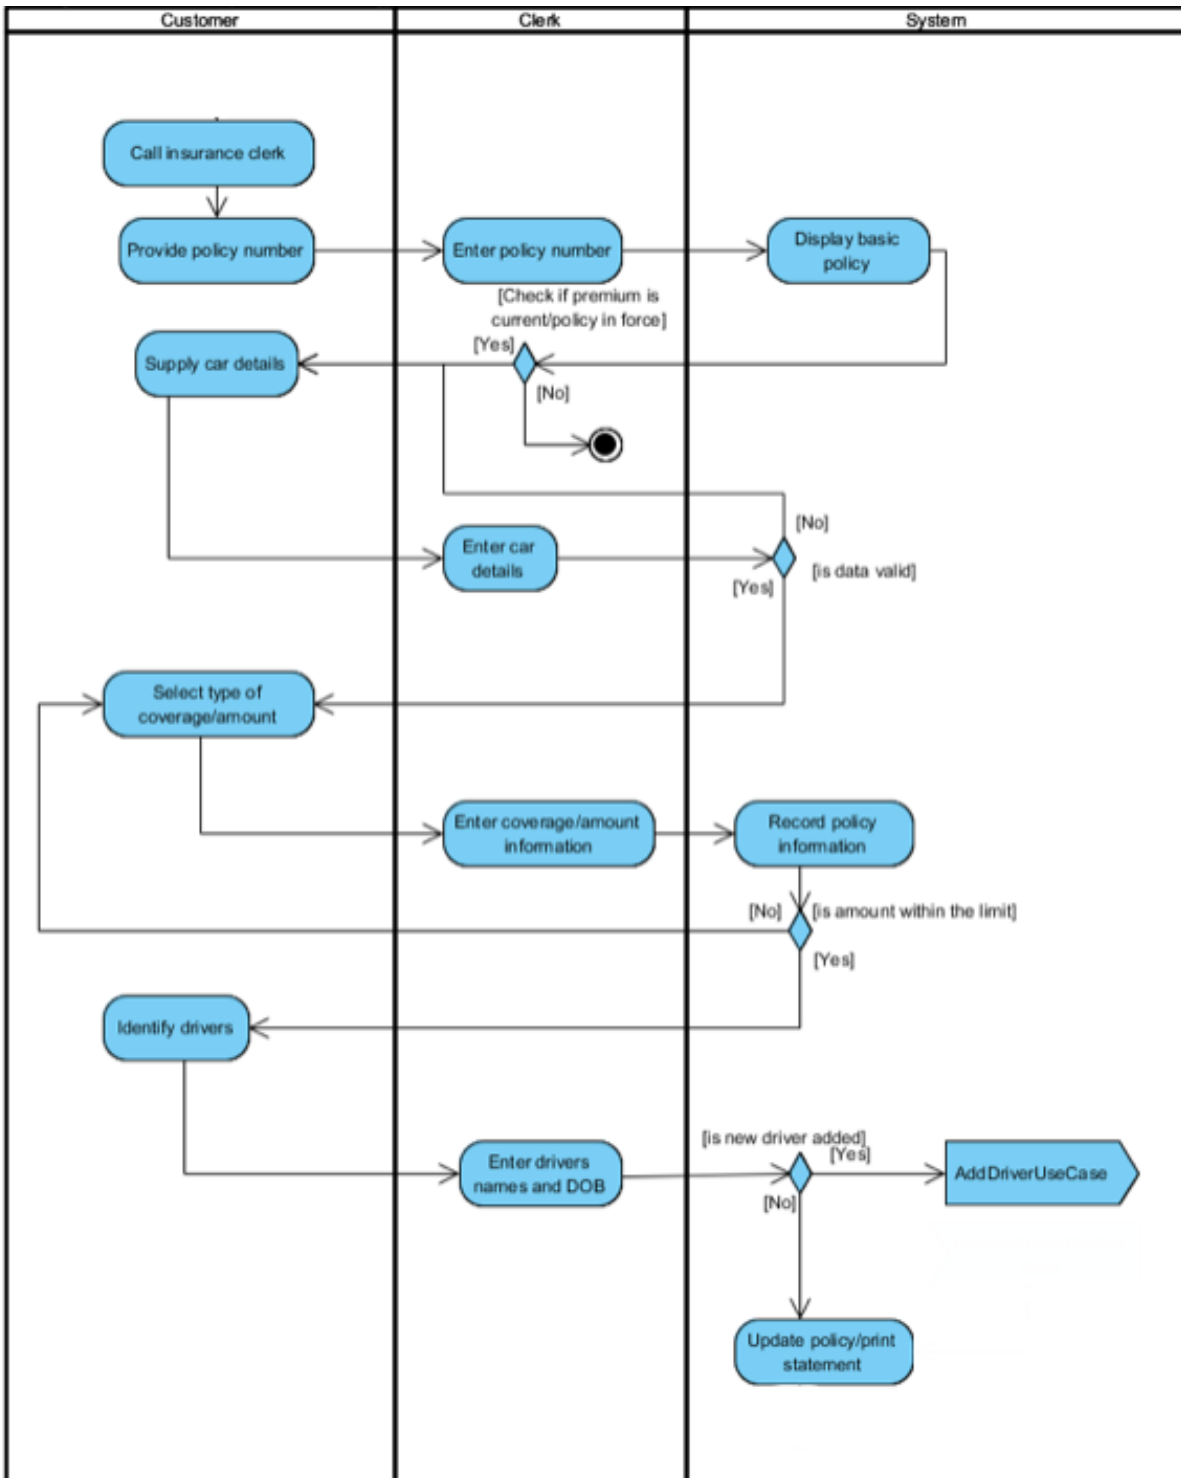 Customer
Clerk
System
Call insurance clerk
Provide policy number
Enter policy number
Display basic
policy
[Check if premium is
current/policy in force]
[Yes]
Supply car details
[No]
[No]
Enter car
details
[is data valid]
[Yes]
Select type of
coverage/amount
Enter coverage/amount
information
Record policy
information
[No]
[is amount within the limit]
[Yes]
Identify drivers
[is new driver added]
[Yes]
Enter drivers
names and DOB
AddDriverUseCase
[No]
Update policy/print
statement